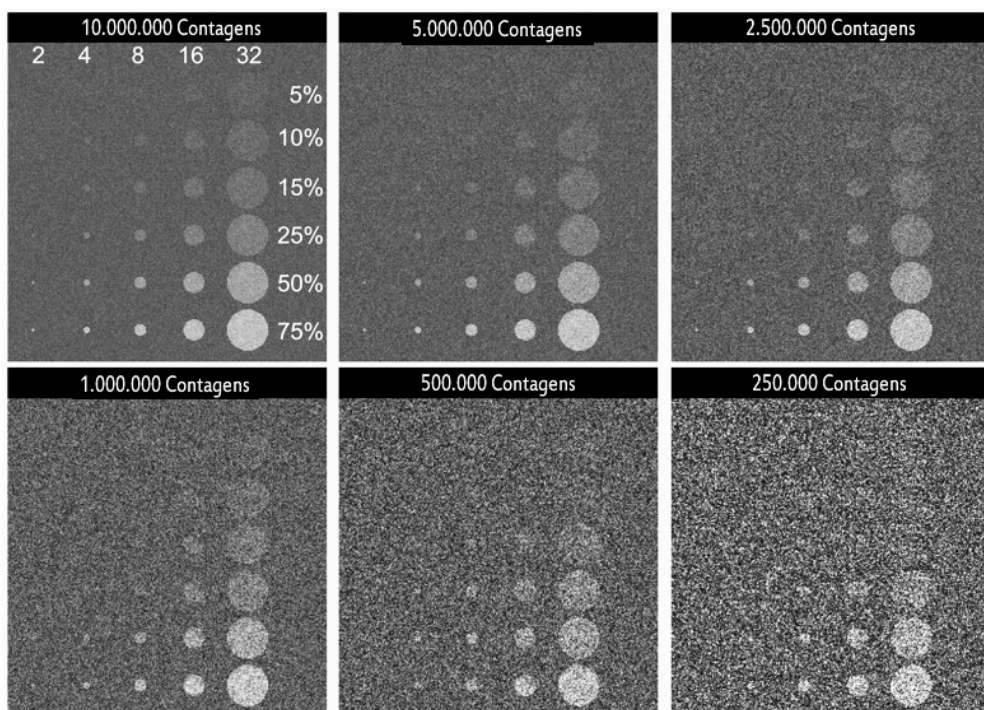 10.000.000 Contagens
5.000.000 Contagens
2.500.000 Contagens
2 4 8 16 32
5%
10%
15%
25%
50%
75%
1.000.000 Contagens
500.000 Contagens
250.000 Contagens